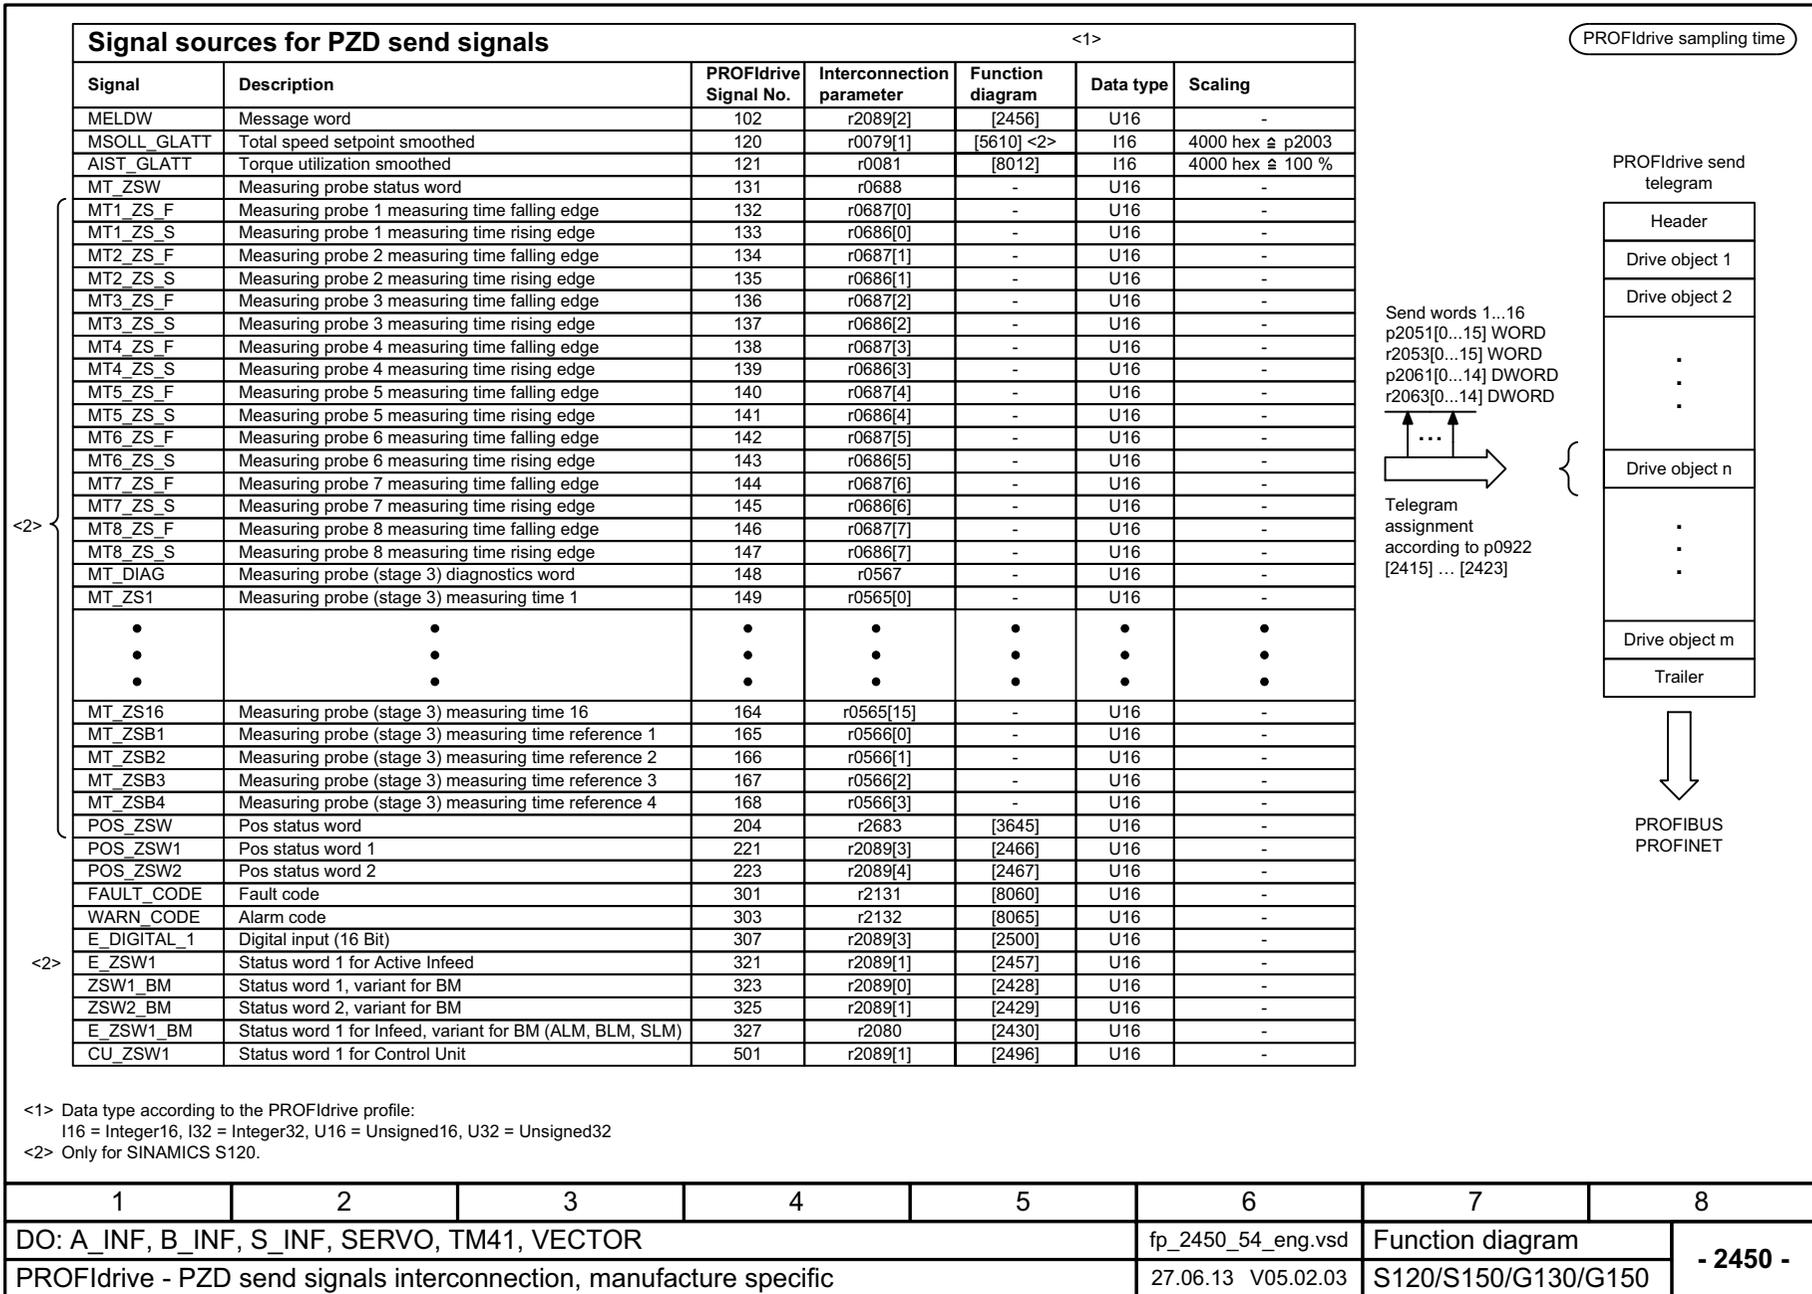 Signal sources for PZD send signals <1>
PROFIdrive sampling time
Signal Description PROFIdrive Signal No. Interconnection parameter Function diagram Data type Scaling
MELDW Message word 102 r2089[2] [2456] U16 -
MSOLL_GLATT Total speed setpoint smoothed 120 r0079[1] [5610] <2> I16 4000 hex ≙ p2003
AIST_GLATT Torque utilization smoothed 121 r0081 [8012] I16 4000 hex ≙ 100 %
MT_ZSW Measuring probe status word 131 r0688 - U16 -
MT1_ZS_F Measuring probe 1 measuring time falling edge 132 r0687[0] - U16 -
MT1_ZS_S Measuring probe 1 measuring time rising edge 133 r0686[0] - U16 -
MT2_ZS_F Measuring probe 2 measuring time falling edge 134 r0687[1] - U16 -
MT2_ZS_S Measuring probe 2 measuring time rising edge 135 r0686[1] - U16 -
MT3_ZS_F Measuring probe 3 measuring time falling edge 136 r0687[2] - U16 -
MT3_ZS_S Measuring probe 3 measuring time rising edge 137 r0686[2] - U16 -
MT4_ZS_F Measuring probe 4 measuring time falling edge 138 r0687[3] - U16 -
MT4_ZS_S Measuring probe 4 measuring time rising edge 139 r0686[3] - U16 -
MT5_ZS_F Measuring probe 5 measuring time falling edge 140 r0687[4] - U16 -
MT5_ZS_S Measuring probe 5 measuring time rising edge 141 r0686[4] - U16 -
MT6_ZS_F Measuring probe 6 measuring time falling edge 142 r0687[5] - U16 -
MT6_ZS_S Measuring probe 6 measuring time rising edge 143 r0686[5] - U16 -
MT7_ZS_F Measuring probe 7 measuring time falling edge 144 r0687[6] - U16 -
MT7_ZS_S Measuring probe 7 measuring time rising edge 145 r0686[6] - U16 -
<2> MT8_ZS_F Measuring probe 8 measuring time falling edge 146 r0687[7] - U16 -
MT8_ZS_S Measuring probe 8 measuring time rising edge 147 r0686[7] - U16 -
MT_DIAG Measuring probe (stage 3) diagnostics word 148 r0567 - U16 -
MT_ZS1 Measuring probe (stage 3) measuring time 1 149 r0565[0] - U16 -
MT_ZS16 Measuring probe (stage 3) measuring time 16 164 r0565[15] - U16 -
MT_ZSB1 Measuring probe (stage 3) measuring time reference 1 165 r0566[0] - U16 -
MT_ZSB2 Measuring probe (stage 3) measuring time reference 2 166 r0566[1] - U16 -
MT_ZSB3 Measuring probe (stage 3) measuring time reference 3 167 r0566[2] - U16 -
MT_ZSB4 Measuring probe (stage 3) measuring time reference 4 168 r0566[3] - U16 -
POS_ZSW Pos status word 204 r2683 [3645] U16 -
POS_ZSW1 Pos status word 1 221 r2089[3] [2466] U16 -
POS_ZSW2 Pos status word 2 223 r2089[4] [2467] U16 -
FAULT_CODE Fault code 301 r2131 [8060] U16 -
WARN_CODE Alarm code 303 r2132 [8065] U16 -
E_DIGITAL_1 Digital input (16 Bit) 307 r2089[3] [2500] U16 -
<2> E_ZSW1 Status word 1 for Active Infeed 321 r2089[1] [2457] U16 -
ZSW1_BM Status word 1, variant for BM 323 r2089[0] [2428] U16 -
ZSW2_BM Status word 2, variant for BM 325 r2089[1] [2429] U16 -
E_ZSW1_BM Status word 1 for Infeed, variant for BM (ALM, BLM, SLM) 327 r2080 [2430] U16 -
CU_ZSW1 Status word 1 for Control Unit 501 r2089[1] [2496] U16 -
Send words 1...16
p2051[0...15] WORD
r2053[0...15] WORD
p2061[0...14] DWORD
r2063[0...14] DWORD
...
Telegram
assignment
according to p0922
[2415] ... [2423]
PROFIdrive send
telegram
Header
Drive object 1
Drive object 2
Drive object n
Drive object m
Trailer
PROFIBUS
PROFINET
<1> Data type according to the PROFIdrive profile:
I16 = Integer16, I32 = Integer32, U16 = Unsigned16, U32 = Unsigned32
<2> Only for SINAMICS S120.
1 2 3 4 5 6 7 8
DO: A_INF, B_INF, S_INF, SERVO, TM41, VECTOR fp_2450_54_eng.vsd Function diagram
- 2450 -
PROFIdrive - PZD send signals interconnection, manufacture specific 27.06.13 V05.02.03 S120/S150/G130/G150